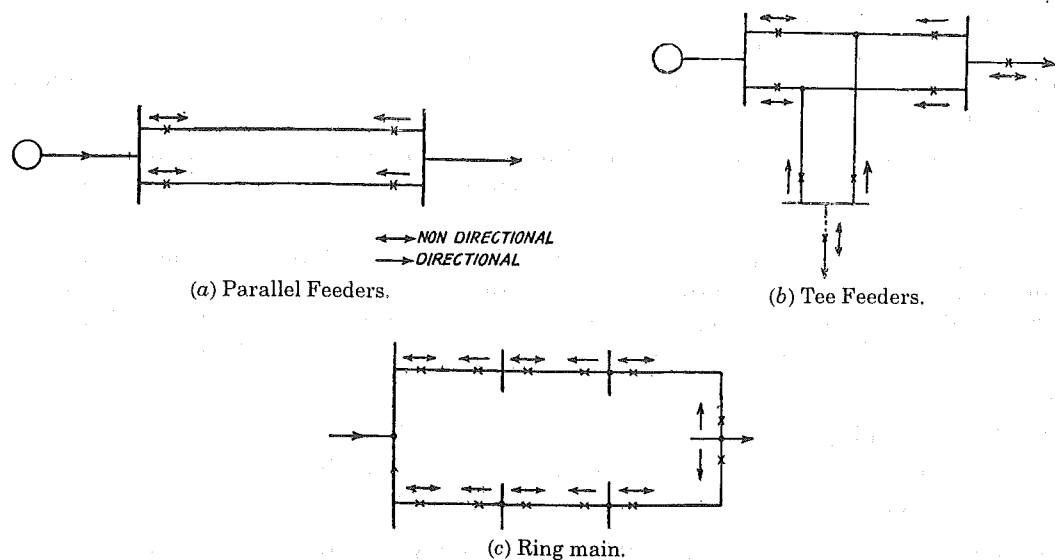 NON DIRECTIONAL
DIRECTIONAL
(a) Parallel Feeders.
(b) Tee Feeders.
(c) Ring main.